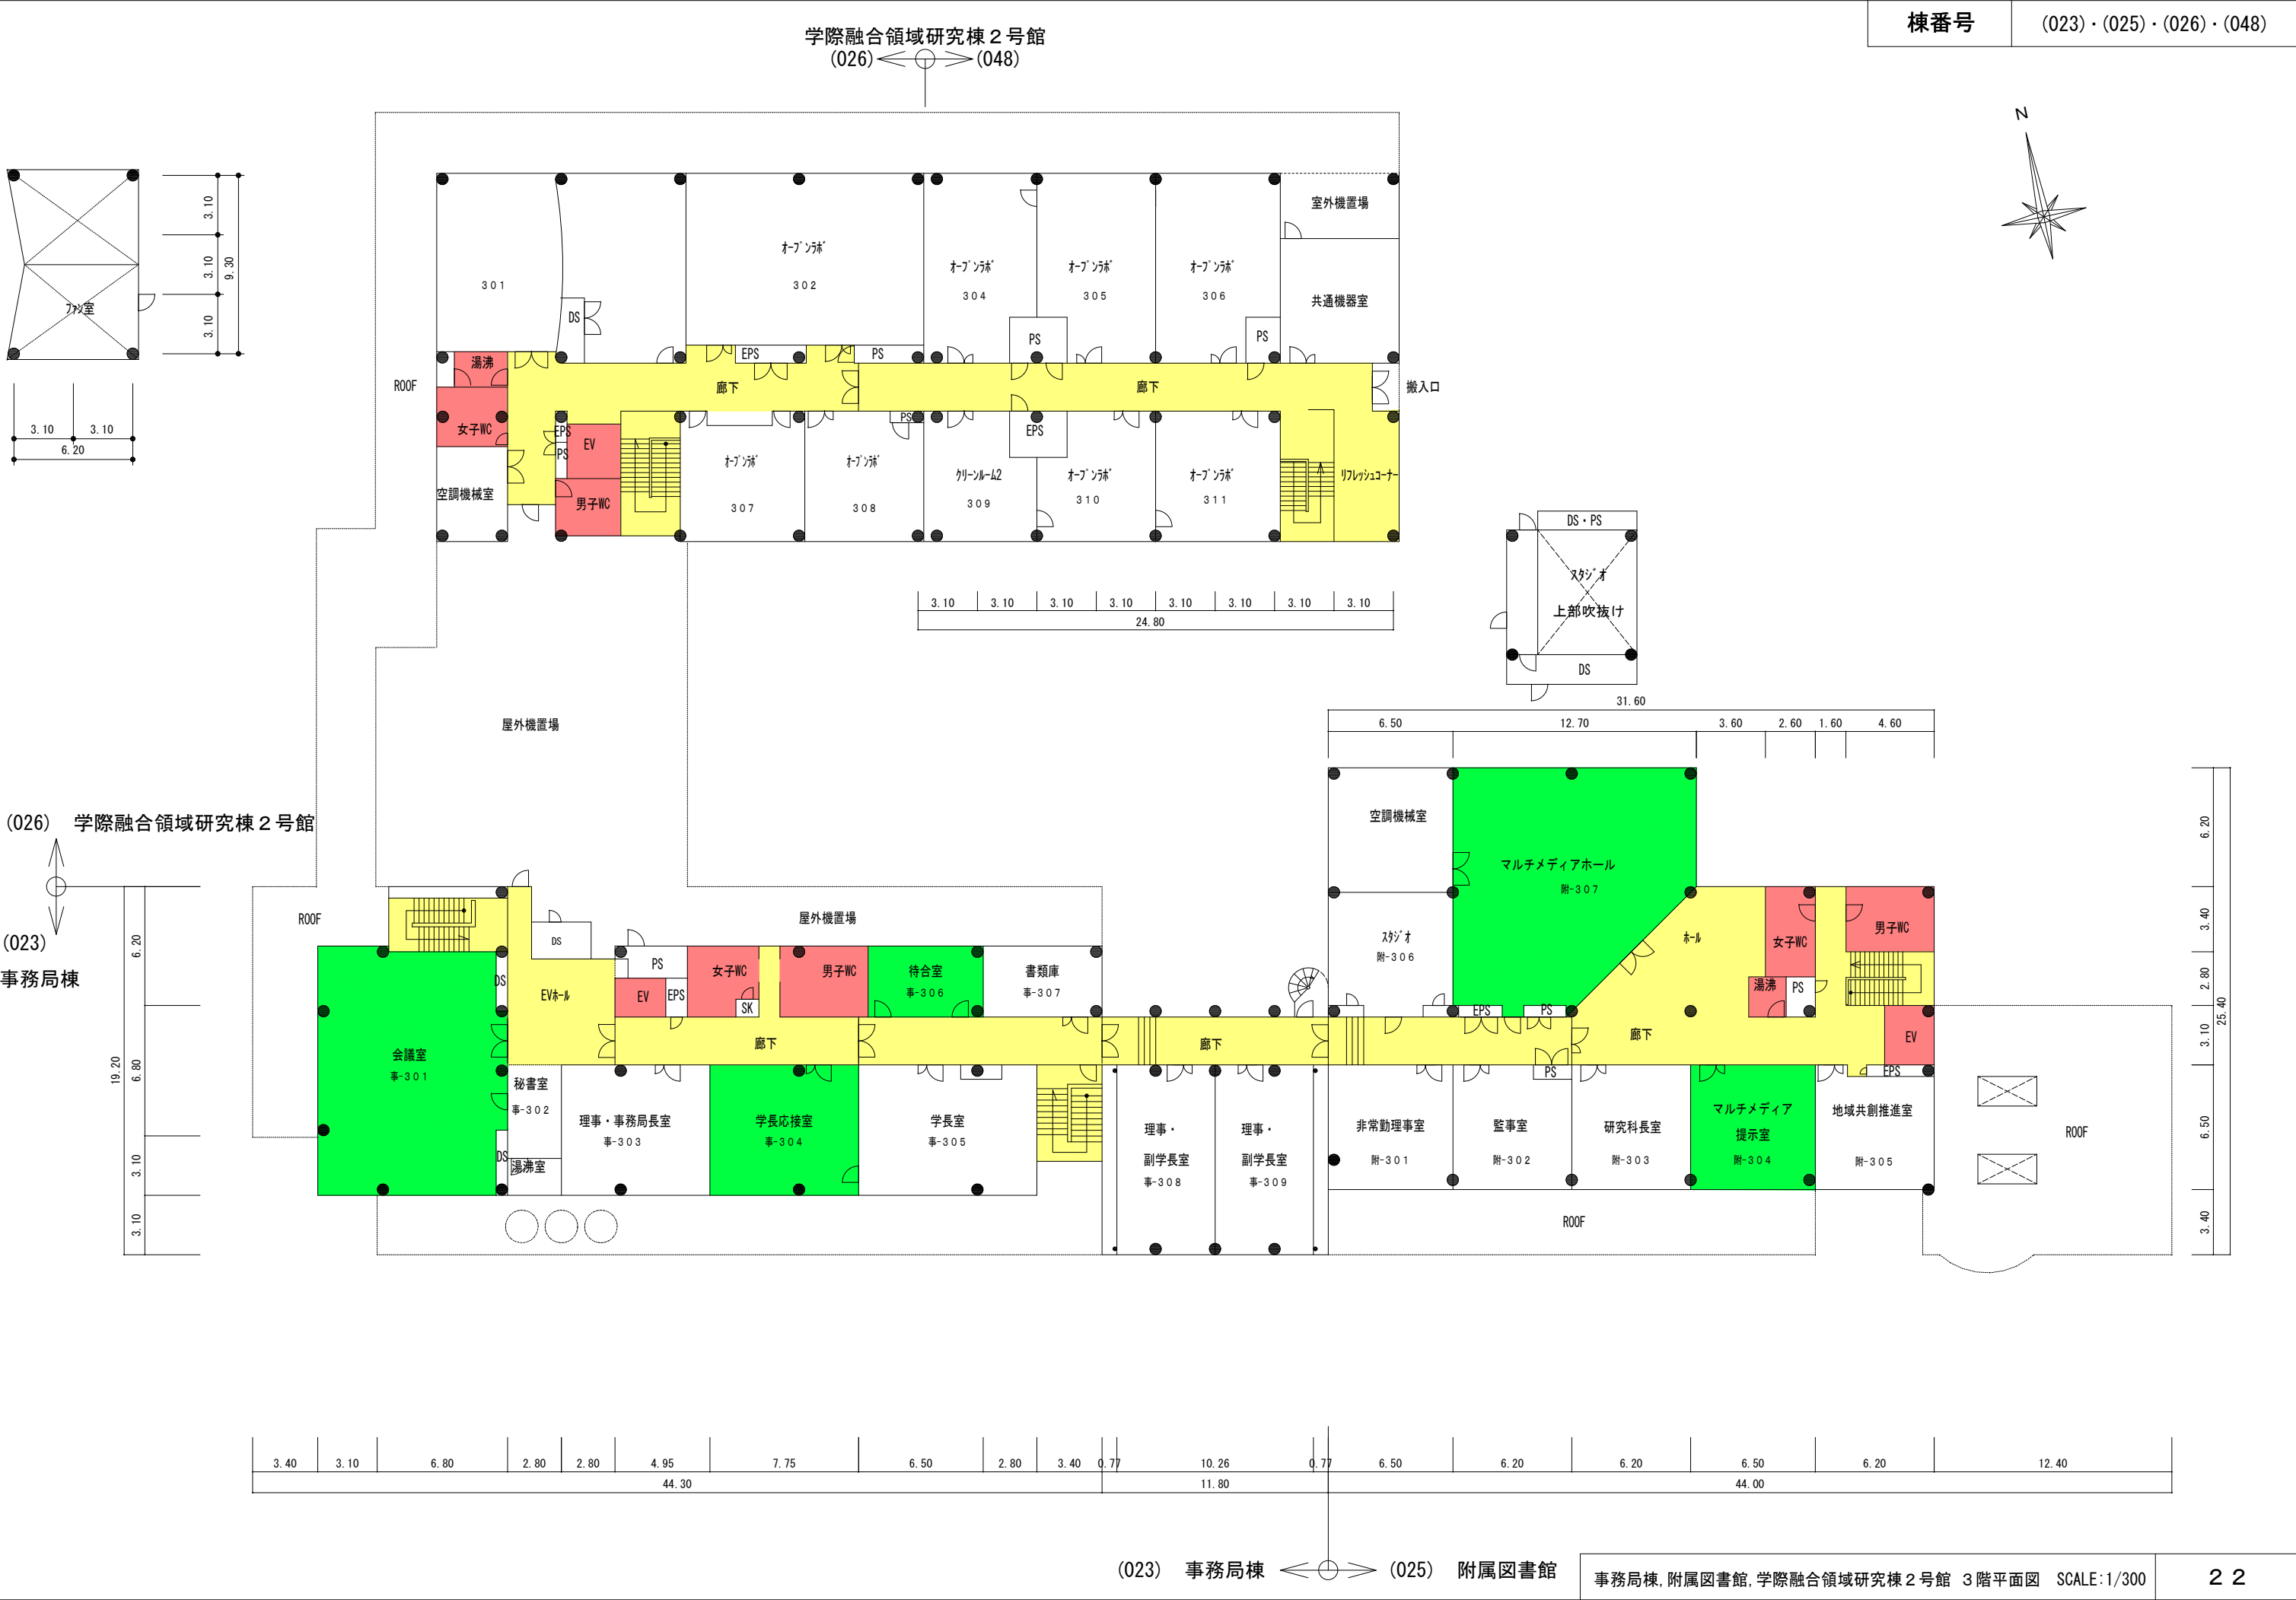 棟番号
(023)・(025)・(026)・(048)
学際融合領域研究棟２号館
(026)
(048)
N
ファン室
3.10
3.10
3.10
9.30
3.10
3.10
6.20
ROOF
301
DS
オープンラボ
302
オープンラボ
304
オープンラボ
305
オープンラボ
306
室外機置場
共通機器室
PS
PS
湯沸
EPS
PS
廊下
廊下
搬入口
女子WC
EPS
PS
EV
PS
EPS
空調機械室
男子WC
オープンラボ
307
オープンラボ
308
クリーンルーム2
309
オープンラボ
310
オープンラボ
311
リフレッシュコーナー
3.10
3.10
3.10
3.10
3.10
3.10
3.10
3.10
24.80
DS・PS
スタジオ
上部吹抜け
DS
屋外機置場
31.60
6.50
12.70
3.60
2.60
1.60
4.60
(026)
学際融合領域研究棟２号館
(023)
事務局棟
6.20
6.80
3.10
3.10
19.20
ROOF
屋外機置場
DS
PS
DS
EVホール
EV
EPS
女子WC
SK
男子WC
待合室
事-306
書類庫
事-307
会議室
事-301
廊下
廊下
秘書室
事-302
DS
湯沸室
理事・事務局長室
事-303
学長応接室
事-304
学長室
事-305
理事・
副学長室
事-308
理事・
副学長室
事-309
空調機械室
マルチメディアホール
附-307
スタジオ
附-306
EPS
PS
ホール
女子WC
男子WC
湯沸
PS
廊下
EV
EPS
PS
非常勤理事室
附-301
監事室
附-302
研究科長室
附-303
マルチメディア
提示室
附-304
地域共創推進室
附-305
ROOF
ROOF
6.20
3.40
2.80
3.10
6.50
3.40
25.40
3.40
3.10
6.80
2.80
2.80
4.95
7.75
6.50
2.80
3.40
0.77
10.26
0.77
6.50
6.20
6.20
6.50
6.20
12.40
44.30
11.80
44.00
(023)
事務局棟
(025)
附属図書館
事務局棟,附属図書館,学際融合領域研究棟２号館 ３階平面図 SCALE:1/300
２２